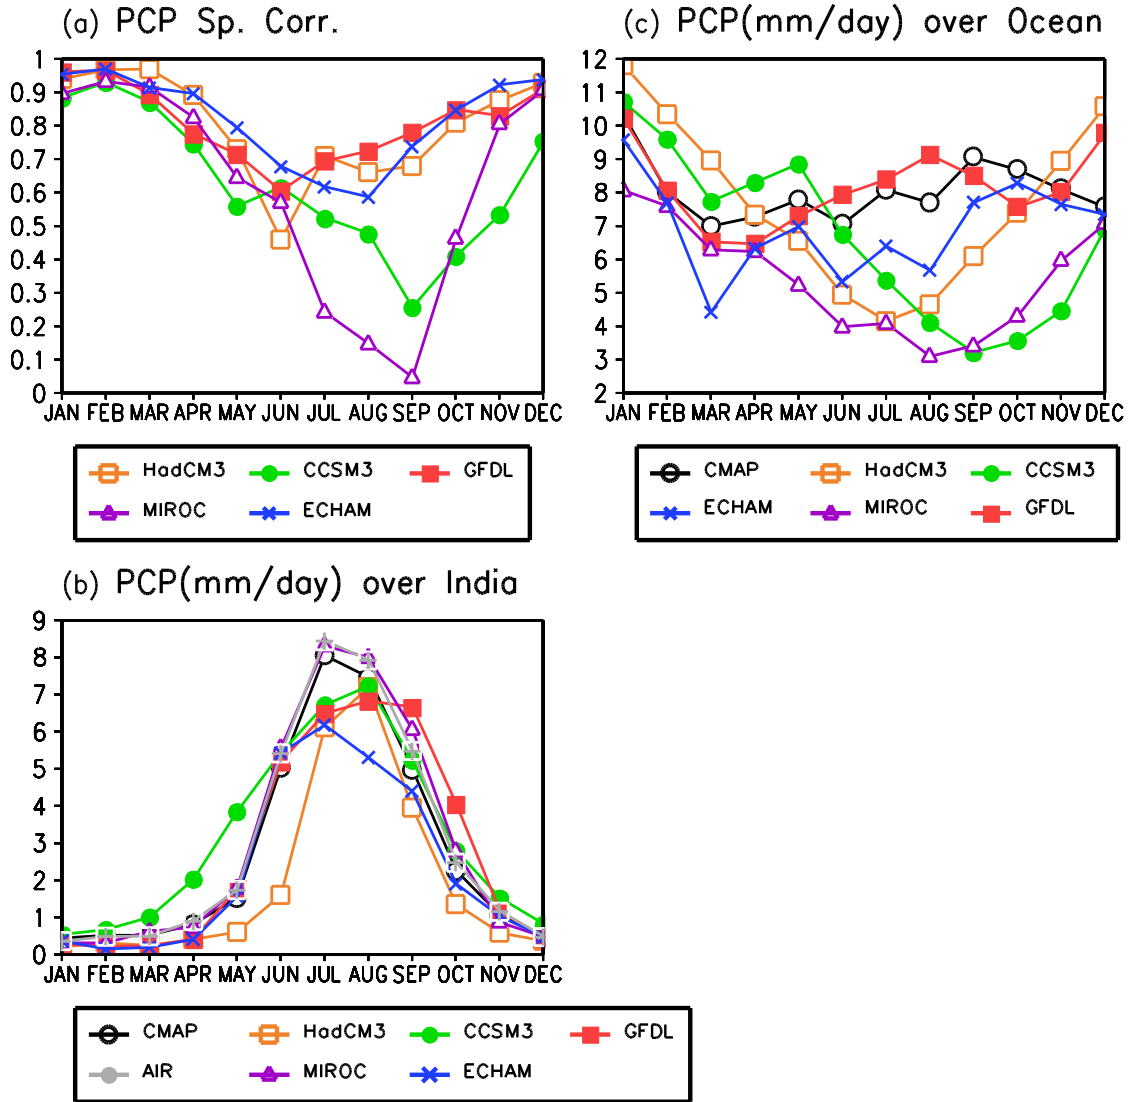 (a) PCP Sp. Corr.
1
0.9
0.8
0.7
0.6
0.5
0.4
0.3
0.2
0.1
0
JAN FEB MAR APR MAY JUN JUL AUG SEP OCT NOV DEC
HadCM3 CCSM3 GFDL
MIROC ECHAM
(c) PCP(mm/day) over Ocean
12
11
10
9
8
7
6
5
4
3
2
JAN FEB MAR APR MAY JUN JUL AUG SEP OCT NOV DEC
CMAP HadCM3 CCSM3
ECHAM MIROC GFDL
(b) PCP(mm/day) over India
9
8
7
6
5
4
3
2
1
0
JAN FEB MAR APR MAY JUN JUL AUG SEP OCT NOV DEC
CMAP HadCM3 CCSM3 GFDL
AIR MIROC ECHAM